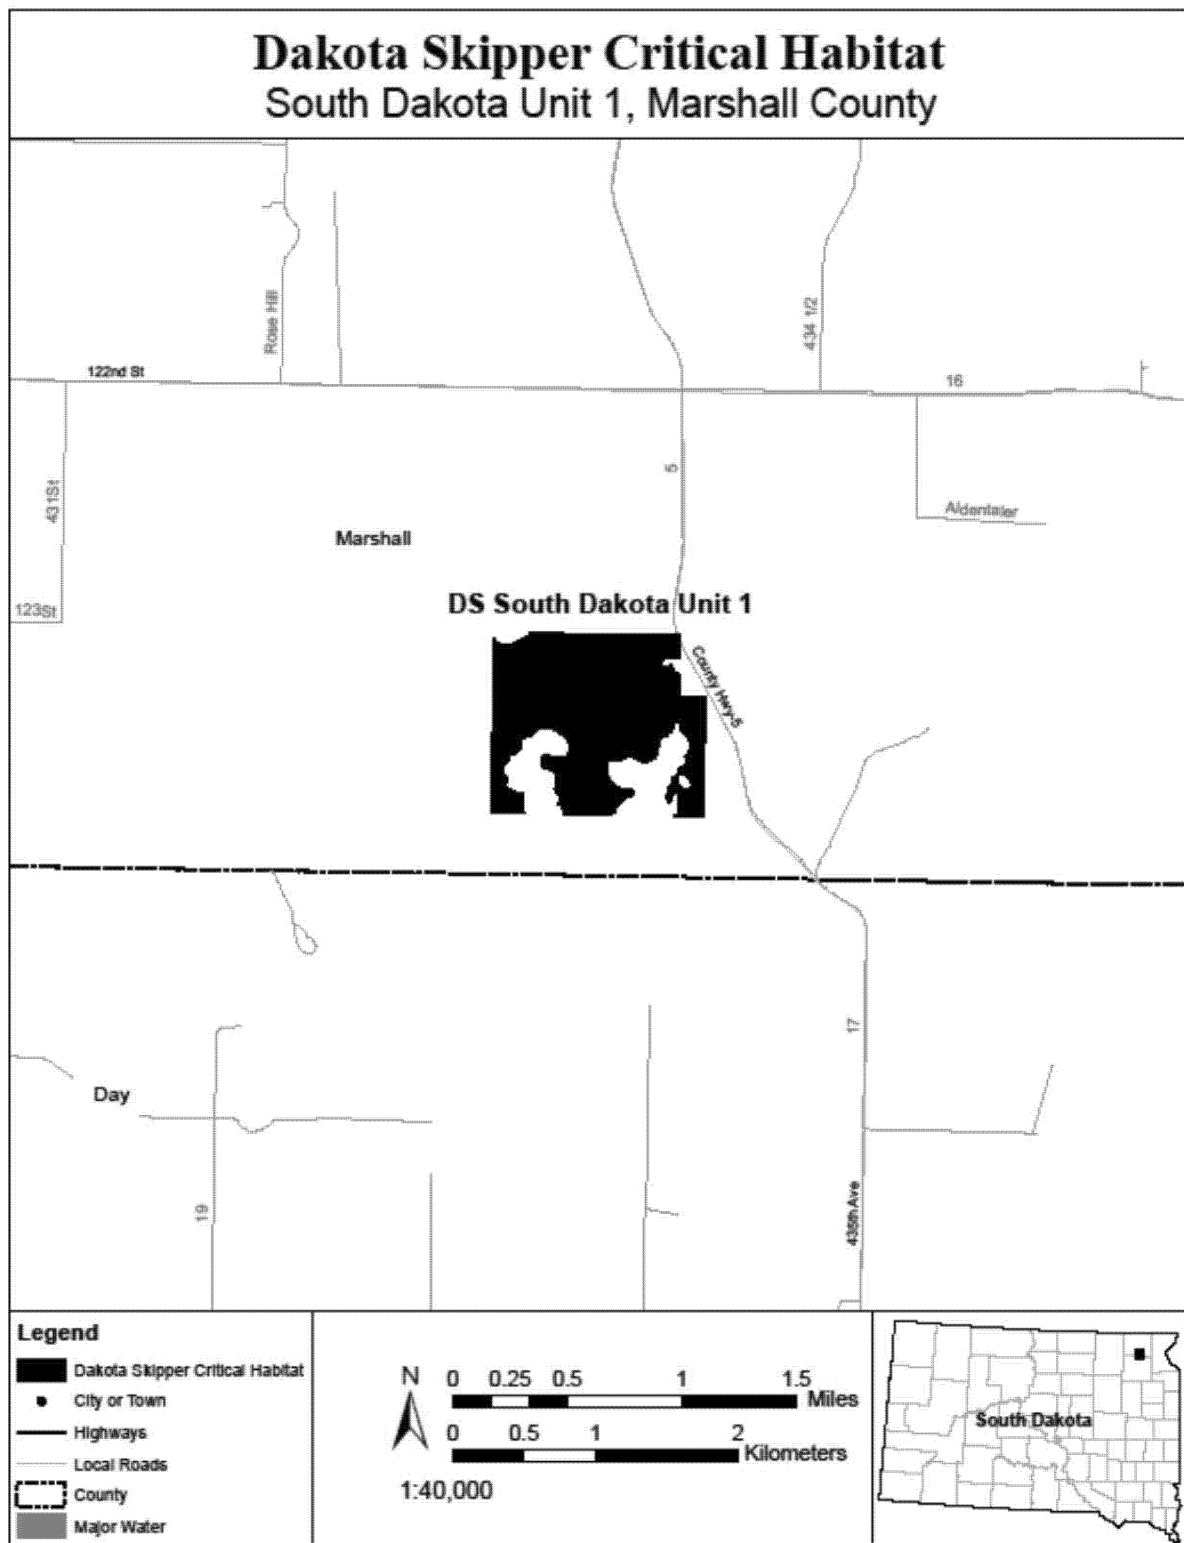 Dakota Skipper Critical Habitat
South Dakota Unit 1, Marshall County
Rose Hill
434 1/2
122nd St
16
431St
5
Aldentaler
Marshall
123St
DS South Dakota Unit 1
County Hwy-5
17
Day
19
435th Ave
Legend
Dakota Skipper Critical Habitat
City or Town
Highways
Local Roads
County
Major Water
N
0 0.25 0.5 1 1.5
Miles
0 0.5 1 2
Kilometers
1:40,000
South Dakota